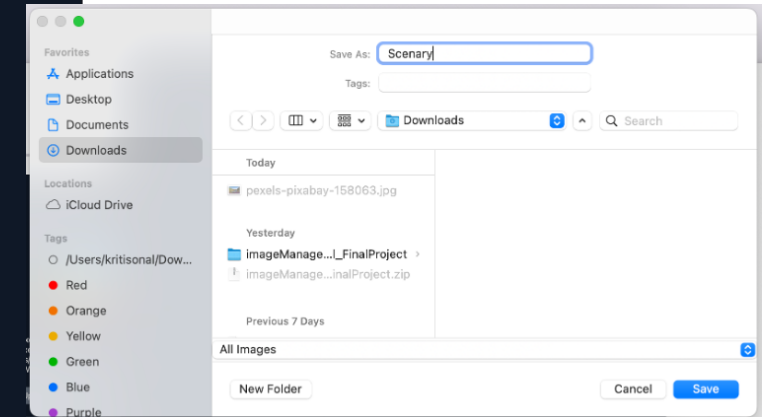 Favorites
Applications
Desktop
Documents
Downloads
Locations
iCloud Drive
Tags
/Users/kritisonal/Dow...
Red
Orange
Yellow
Green
Blue
Purple
Save As: Scenary
Tags:
Downloads
Search
Today
pexels-pixabay-158063.jpg
Yesterday
imageManage...l_FinalProject
imageManage...inalProject.zip
Previous 7 Days
All Images
New Folder
Cancel
Save